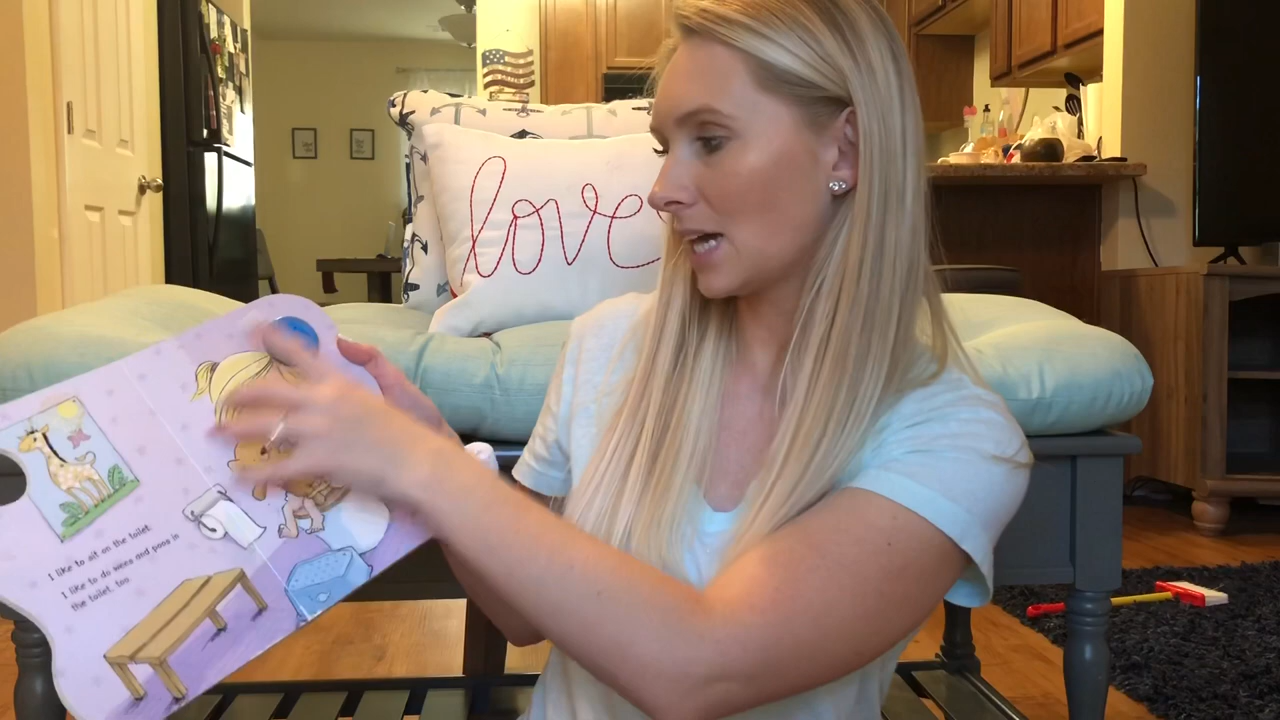 love
I like to sit on the toilet.
I like to do wees and poos in
the toilet, too.